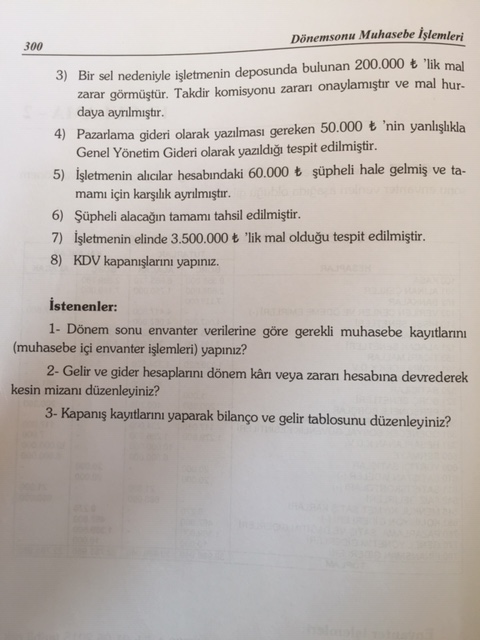 300
Dönemsonu Muhasebe İşlemleri
3) Bir sel nedeniyle işletmenin deposunda bulunan 200.000 ₺ 'lik mal
zarar görmüştür. Takdir komisyonu zararı onaylamıştır ve mal hur-
daya ayrılmıştır.
4) Pazarlama gideri olarak yazılması gereken 50.000 ₺ 'nin yanlışlıkla
Genel Yönetim Gideri olarak yazıldığı tespit edilmiştir.
5) İşletmenin alıcılar hesabındaki 60.000 ₺ şüpheli hale gelmiş ve ta-
mamı için karşılık ayrılmıştır.
6) Şüpheli alacağın tamamı tahsil edilmiştir.
7) İşletmenin elinde 3.500.000 ₺ 'lik mal olduğu tespit edilmiştir.
8) KDV kapanışlarını yapınız.
İstenenler:
1- Dönem sonu envanter verilerine göre gerekli muhasebe kayıtlarını
(muhasebe içi envanter işlemleri) yapınız?
2- Gelir ve gider hesaplarını dönem kârı veya zararı hesabına devrederek
kesin mizanı düzenleyiniz?
3- Kapanış kayıtlarını yaparak bilanço ve gelir tablosunu düzenleyiniz?